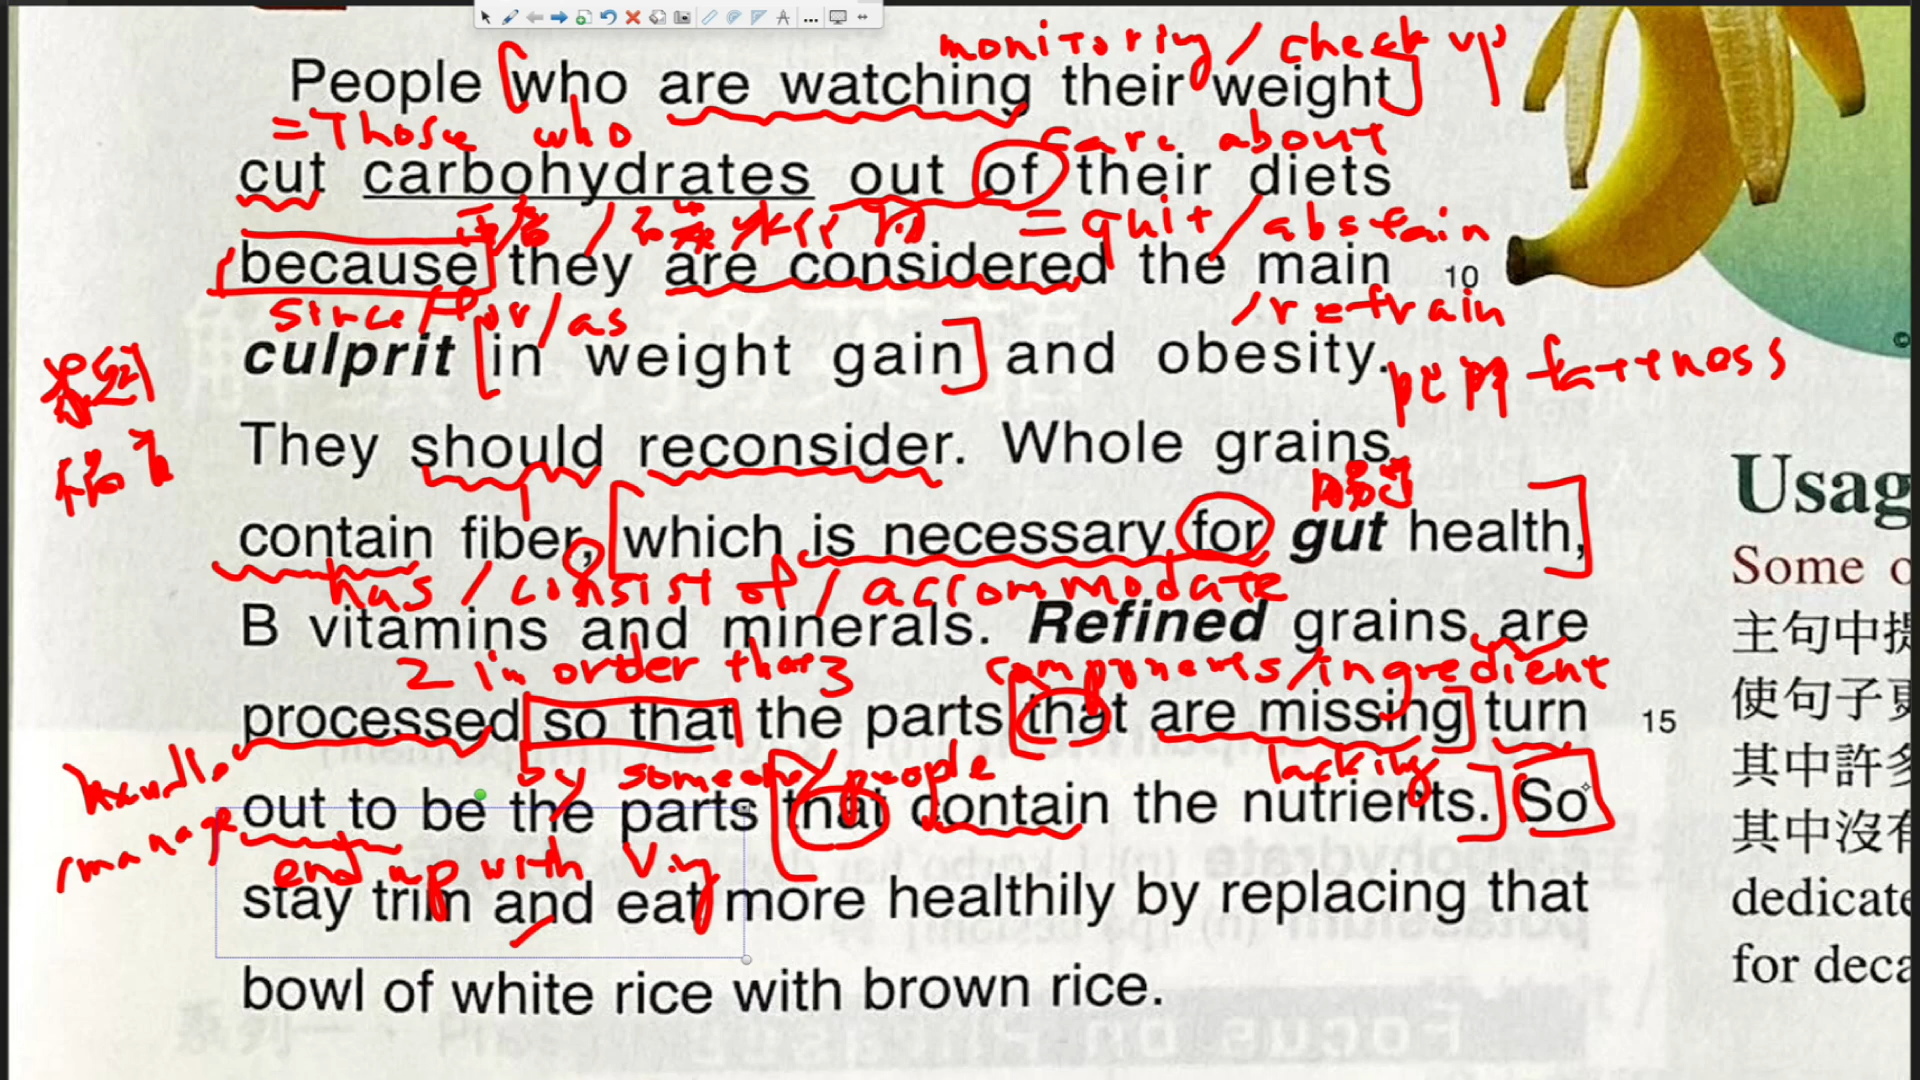 monitoring / check up
People who are watching their weight
= Those who care about
cut carbohydrates out of their diets
= quit / abstain
because they are considered the main 10
since / for / as / refrain
culprit in weight gain and obesity.
fattness
They should reconsider. Whole grains
contain fiber, which is necessary for gut health,
has / consist of / accommodate
B vitamins and minerals. Refined grains are
2 in order that 3 components / ingredient
processed so that the parts that are missing turn 15
handle by someone / people lacking
out to be the parts that contain the nutrients. So
manage end up with V.ing
stay trim and eat more healthily by replacing that
bowl of white rice with brown rice.
Usag
Some o
主句中提
使句子更
其中許多
其中沒有
dedicate
for deca